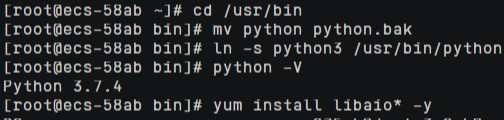 [root@ecs-58ab ~]# cd /usr/bin
[root@ecs-58ab bin]# mv python python.bak
[root@ecs-58ab bin]# ln -s python3 /usr/bin/python
[root@ecs-58ab bin]# python -V
Python 3.7.4
[root@ecs-58ab bin]# yum install libaio* -y